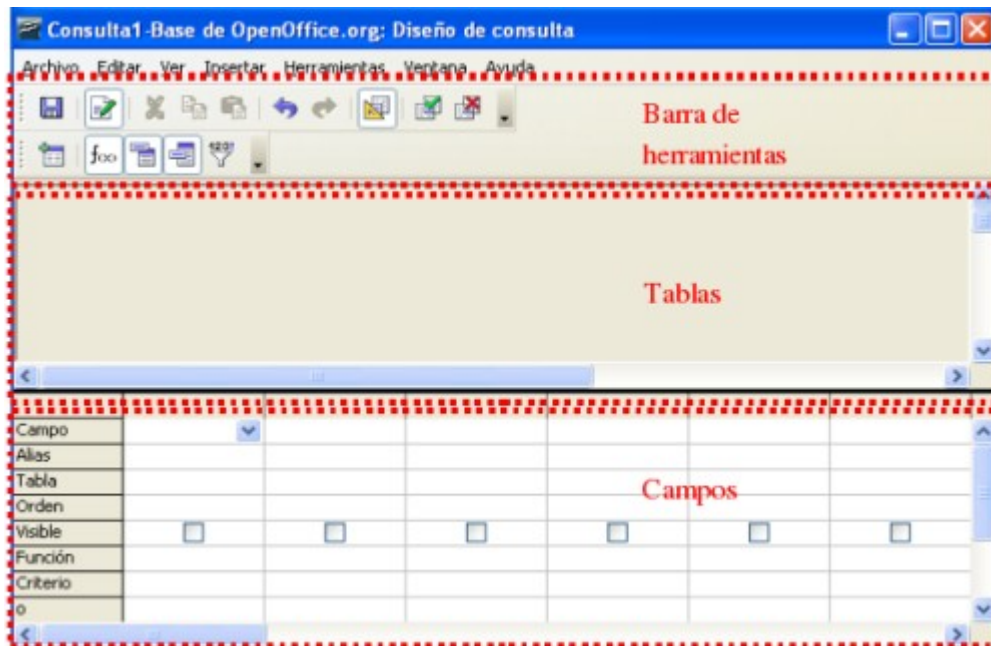 Consulta1-Base de OpenOffice.org: Diseño de consulta
Archivo Editar Ver Insertar Herramientas Ventana Ayuda
Barra de
herramientas
Tablas
Campo
Alias
Tabla
Orden
Campos
Visible
Función
Criterio
o